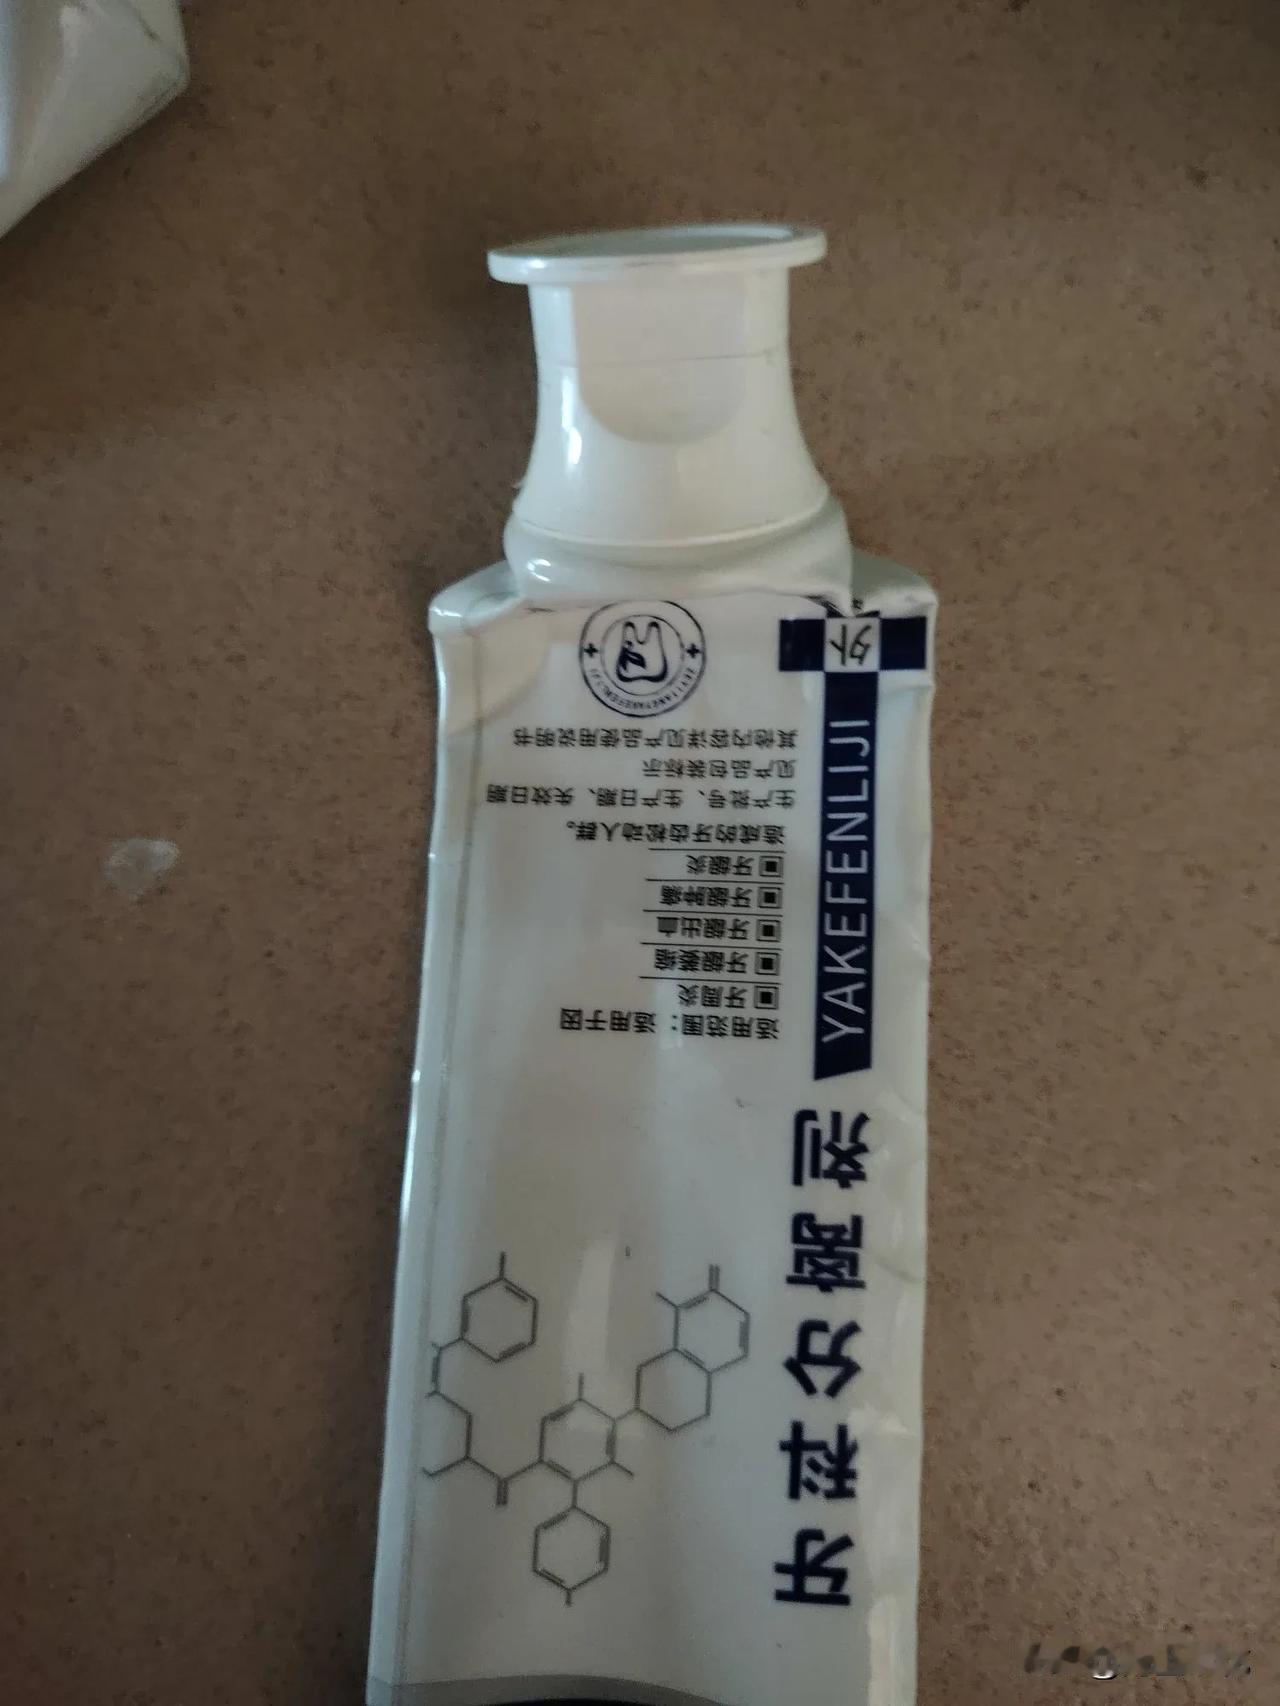 牙科分剂
YAKEFENLIJI
外
适用范围：适用于因
牙周炎
牙龈萎缩
牙龈出血
牙龈肿痛
牙龈炎
造成的牙齿松动人群。
生产批号、生产日期、失效日期
见产品包装标示
其他内容详见产品使用说明书